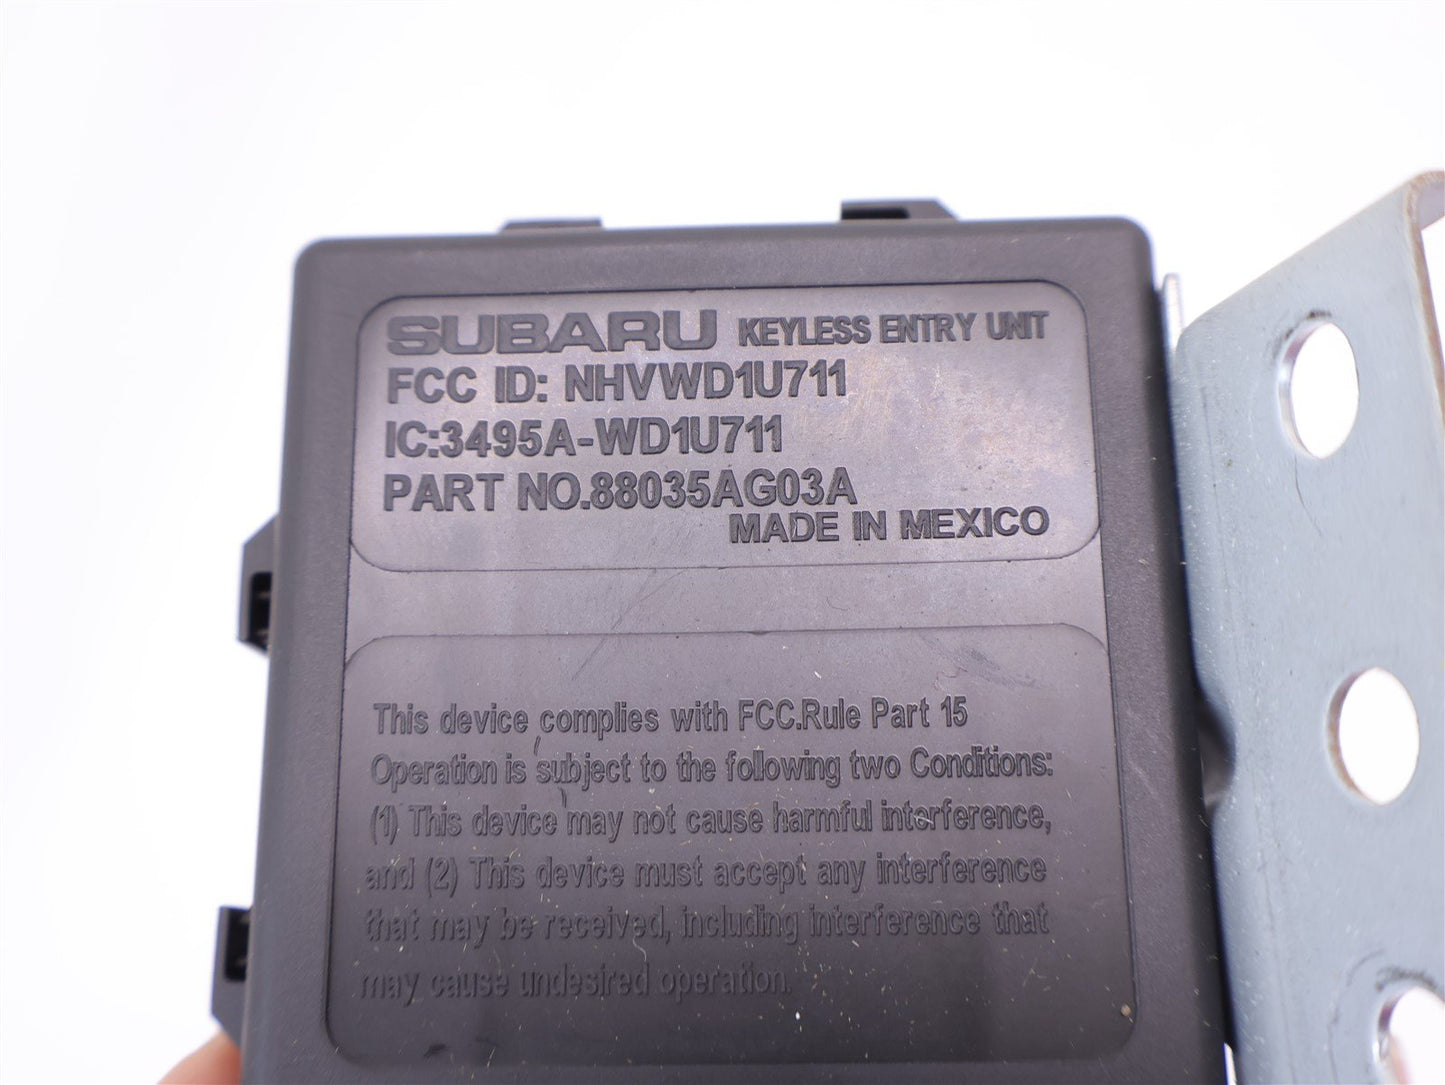 SUBARU KEYLESS ENTRY UNIT
FCC ID: NHVWD1U711
IC:3495A-WD1U711
PART NO.88035AG03A
MADE IN MEXICO
This device complies with FCC.Rule Part 15
Operation is subject to the following two Conditions:
(1) This device may not cause harmful interference,
and (2) This device must accept any interference
that may be received, including interference that
may cause undesired operation.